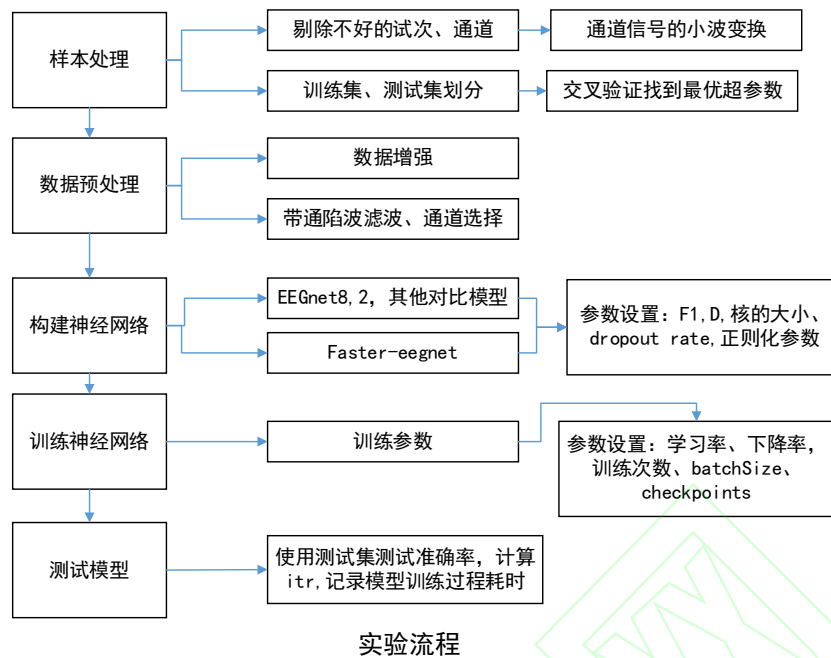 样本处理
剔除不好的试次、通道
通道信号的小波变换
训练集、测试集划分
交叉验证找到最优超参数
数据预处理
数据增强
带通陷波滤波、通道选择
构建神经网络
EEGnet8,2，其他对比模型
Faster-eegnet
参数设置：F1,D,核的大小、
dropout rate,正则化参数
训练神经网络
训练参数
参数设置：学习率、下降率，
训练次数、batchSize、
checkpoints
测试模型
使用测试集测试准确率，计算
itr,记录模型训练过程耗时
实验流程